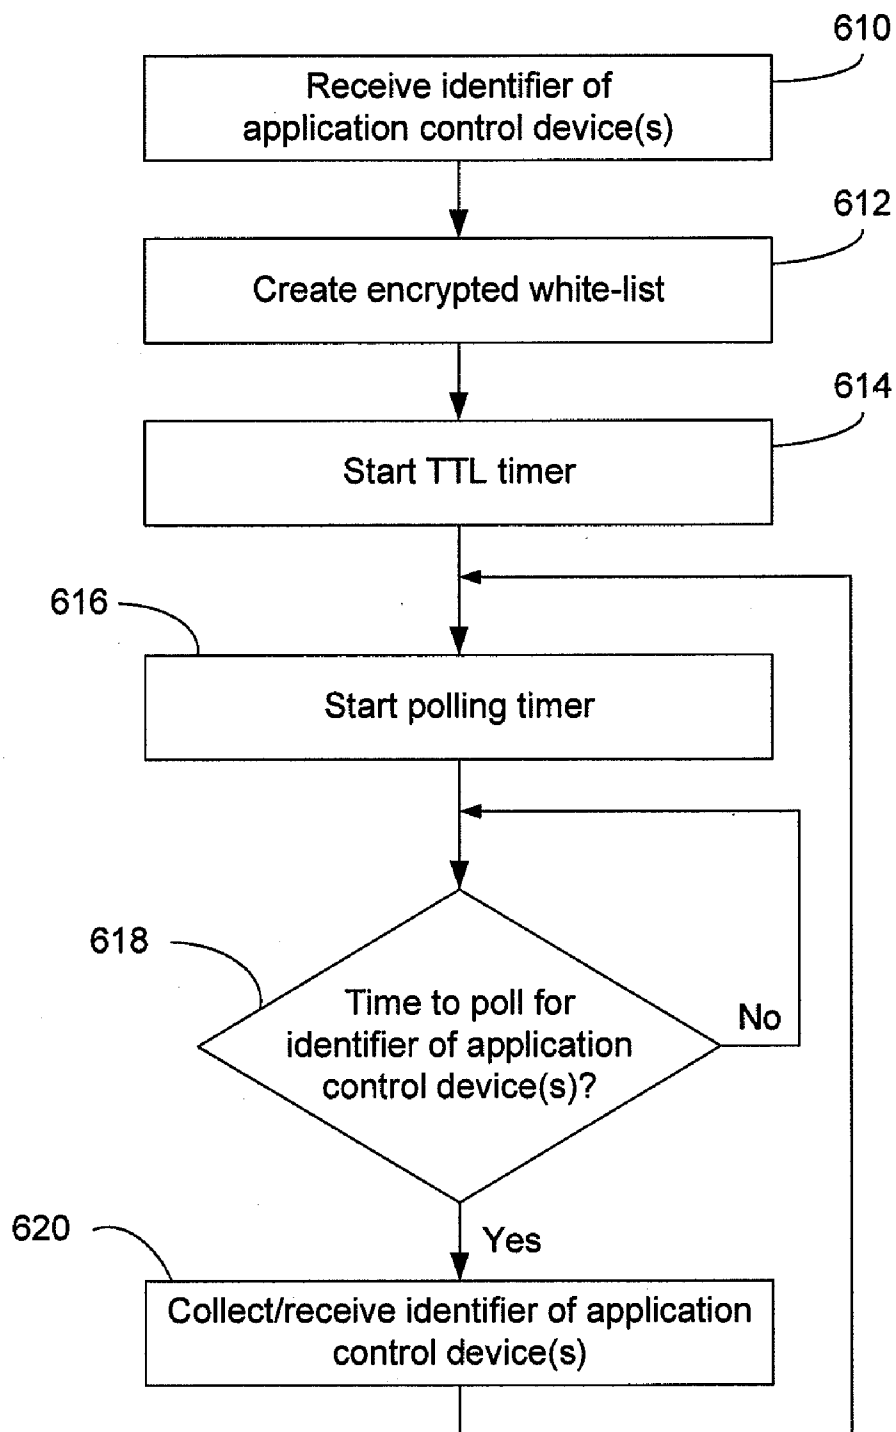 610
Receive identifier of
application control device(s)
612
Create encrypted white-list
614
Start TTL timer
616
Start polling timer
618
Time to poll for
identifier of application
control device(s)?
No
Yes
620
Collect/receive identifier of application
control device(s)